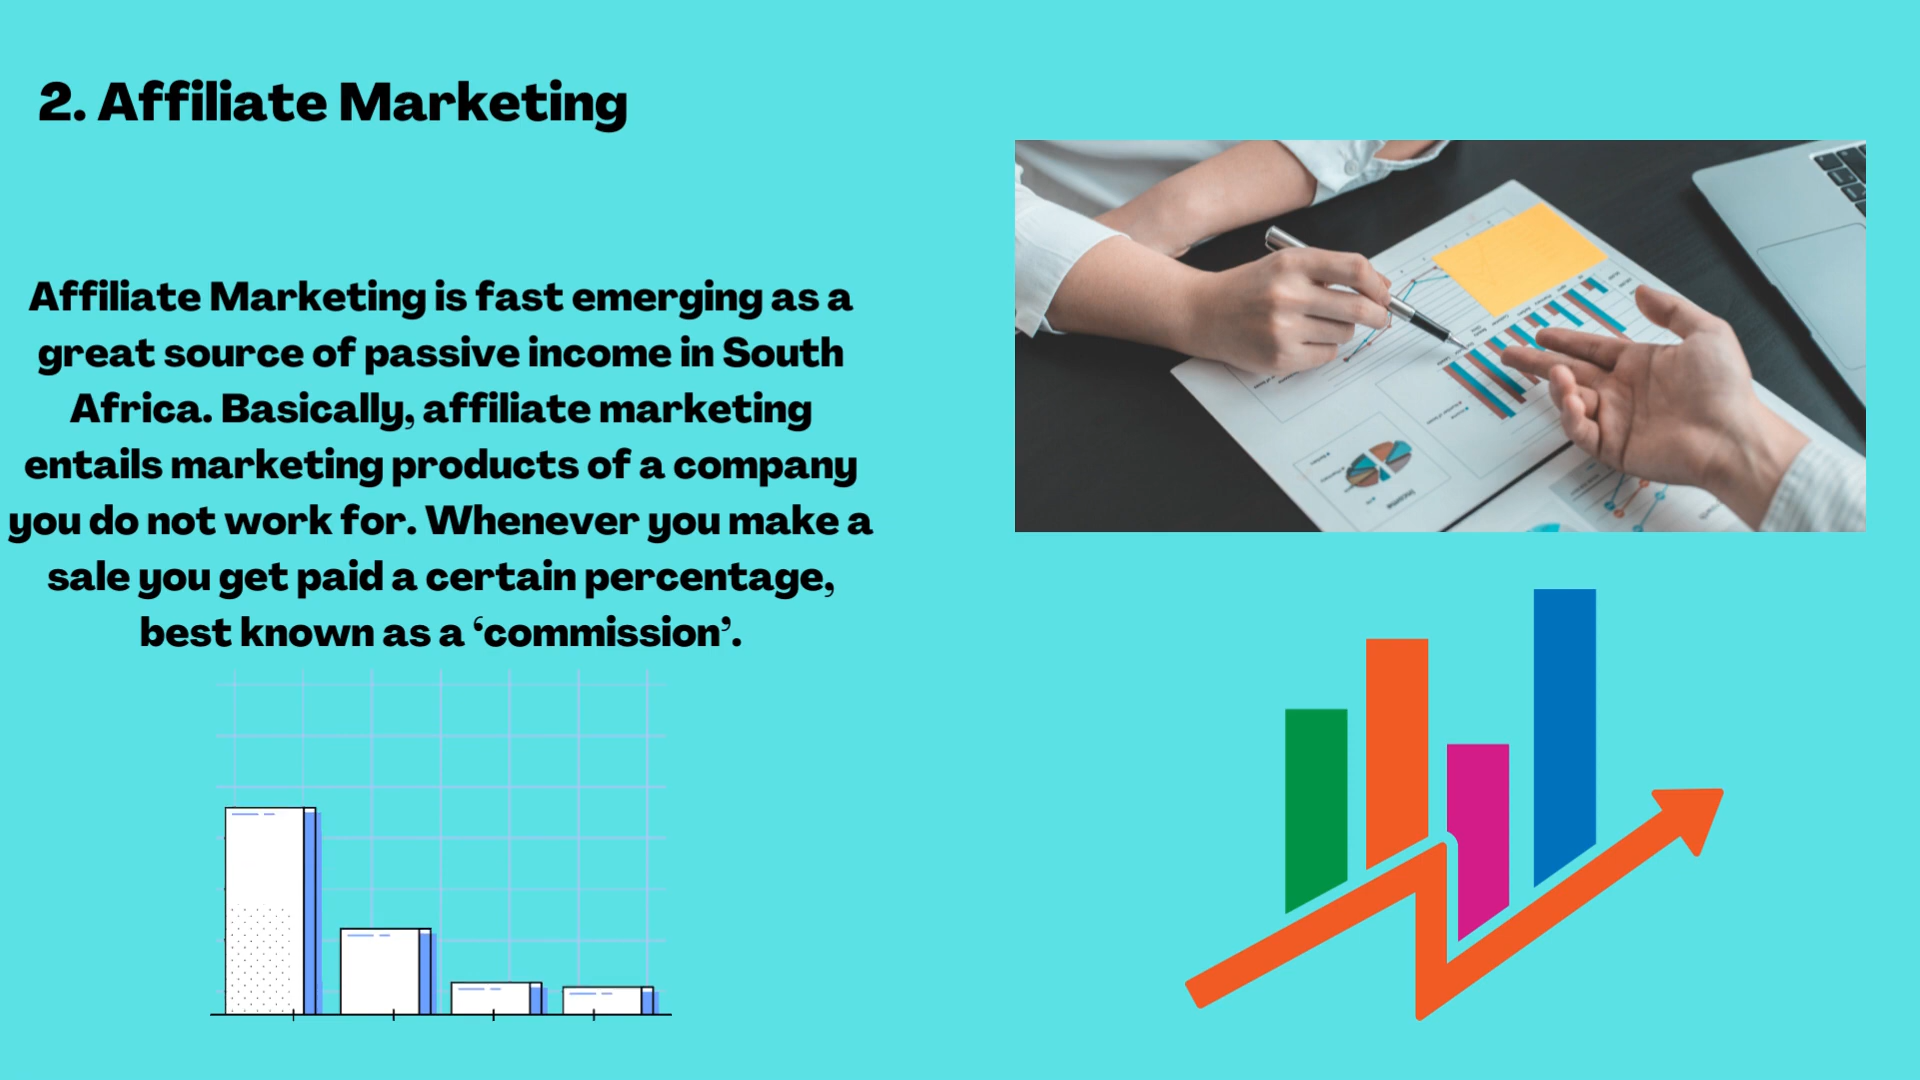 2. Affiliate Marketing
Affiliate Marketing is fast emerging as a
great source of passive income in South
Africa. Basically, affiliate marketing
entails marketing products of a company
you do not work for. Whenever you make a
sale you get paid a certain percentage,
best known as a ‘commission’.